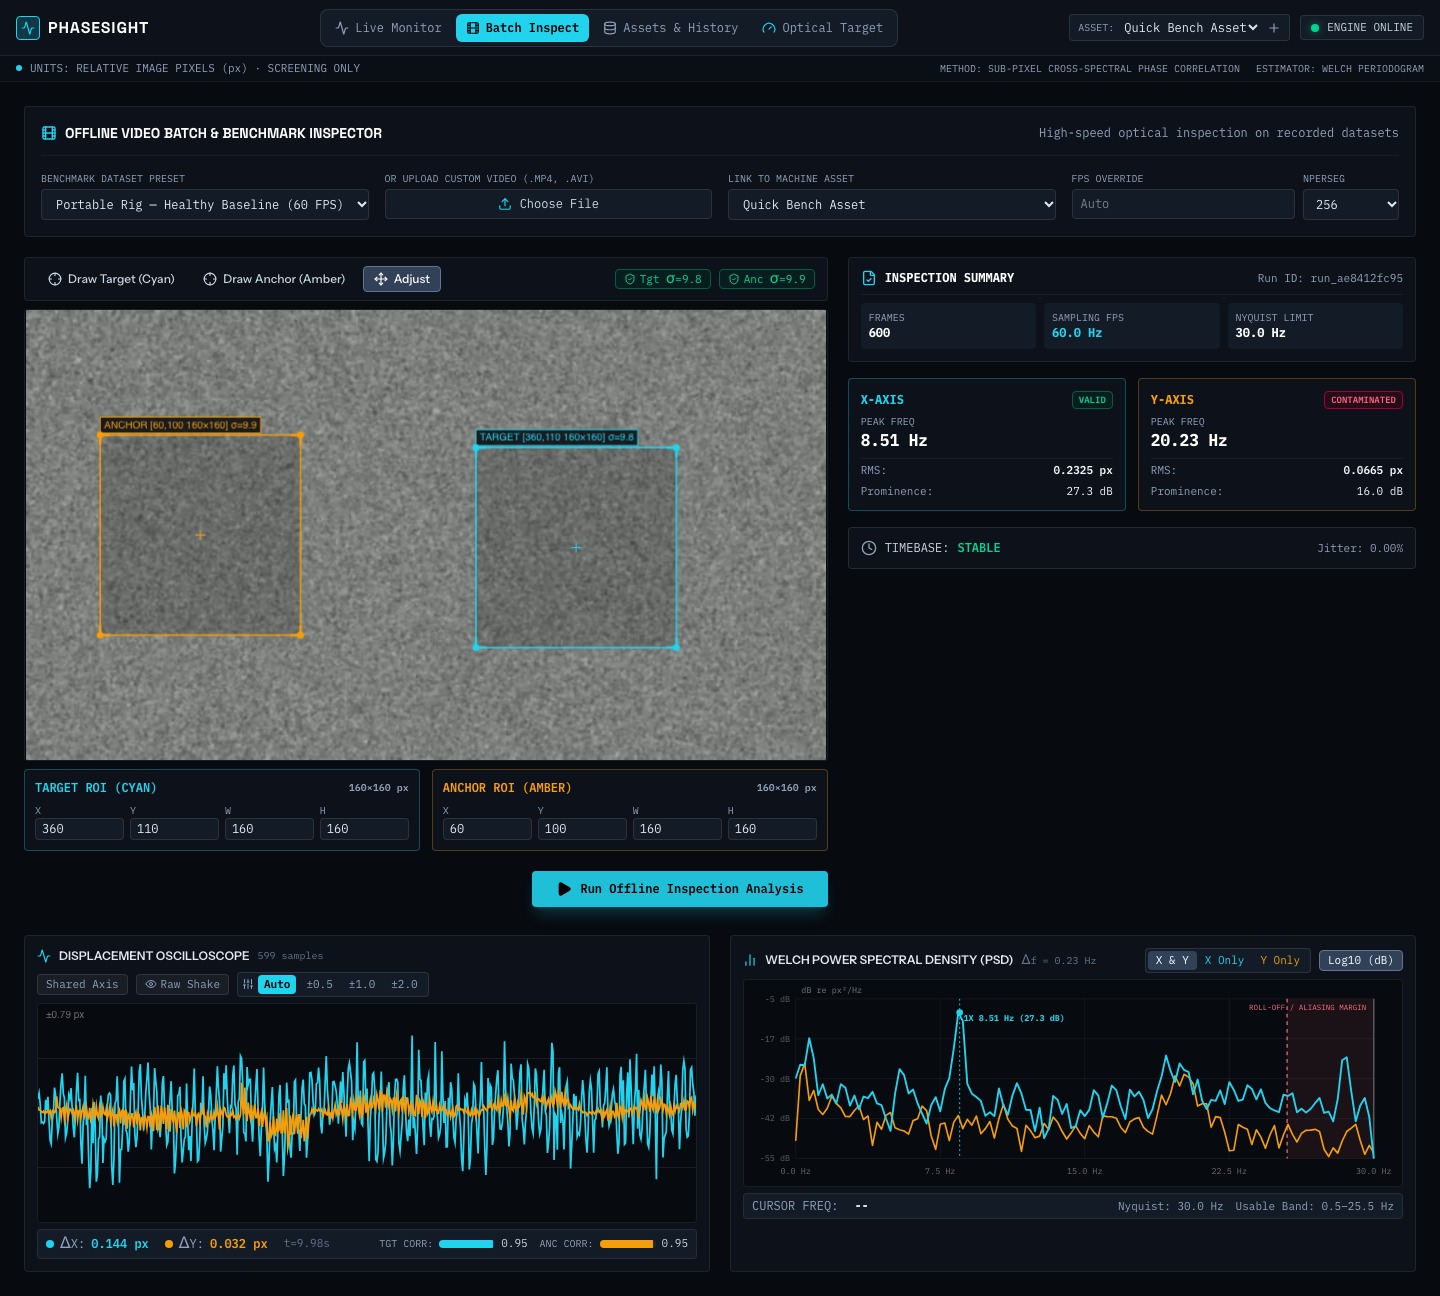 PHASESIGHT
Live Monitor
Batch Inspect
Assets & History
Optical Target
ASSET: Quick Bench Asset
ENGINE ONLINE
UNITS: RELATIVE IMAGE PIXELS (px) · SCREENING ONLY
METHOD: SUB-PIXEL CROSS-SPECTRAL PHASE CORRELATION ESTIMATOR: WELCH PERIODOGRAM
OFFLINE VIDEO BATCH & BENCHMARK INSPECTOR
High-speed optical inspection on recorded datasets
BENCHMARK DATASET PRESET
Portable Rig — Healthy Baseline (60 FPS)
OR UPLOAD CUSTOM VIDEO (.MP4, .AVI)
Choose File
LINK TO MACHINE ASSET
Quick Bench Asset
FPS OVERRIDE
Auto
NPERSEG
256
Draw Target (Cyan)
Draw Anchor (Amber)
Adjust
Tgt σ=9.8
Anc σ=9.9
ANCHOR [60,100 160×160] σ=9.9
TARGET [360,110 160×160] σ=9.8
TARGET ROI (CYAN)
160×160 px
X Y W H
360 110 160 160
ANCHOR ROI (AMBER)
160×160 px
X Y W H
60 100 160 160
Run Offline Inspection Analysis
INSPECTION SUMMARY
Run ID: run_ae8412fc95
FRAMES
600
SAMPLING FPS
60.0 Hz
NYQUIST LIMIT
30.0 Hz
X-AXIS
VALID
PEAK FREQ
8.51 Hz
RMS: 0.2325 px
Prominence: 27.3 dB
Y-AXIS
CONTAMINATED
PEAK FREQ
20.23 Hz
RMS: 0.0665 px
Prominence: 16.0 dB
TIMEBASE: STABLE
Jitter: 0.00%
DISPLACEMENT OSCILLOSCOPE 599 samples
Shared Axis
Raw Shake
Auto ±0.5 ±1.0 ±2.0
±0.79 px
ΔX: 0.144 px ΔY: 0.032 px t=9.98s TGT CORR: 0.95 ANC CORR: 0.95
WELCH POWER SPECTRAL DENSITY (PSD) Δf = 0.23 Hz
X & Y X Only Y Only
Log10 (dB)
dB re px²/Hz
-5 dB
-17 dB
-30 dB
-42 dB
-55 dB
1X 8.51 Hz (27.3 dB)
ROLL-OFF / ALIASING MARGIN
0.0 Hz 7.5 Hz 15.0 Hz 22.5 Hz 30.0 Hz
CURSOR FREQ: --
Nyquist: 30.0 Hz Usable Band: 0.5–25.5 Hz